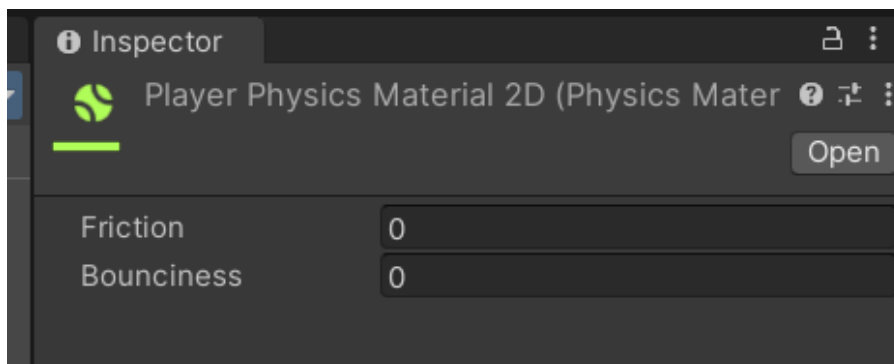 Inspector
Player Physics Material 2D (Physics Mater
Open
Friction 0
Bounciness 0